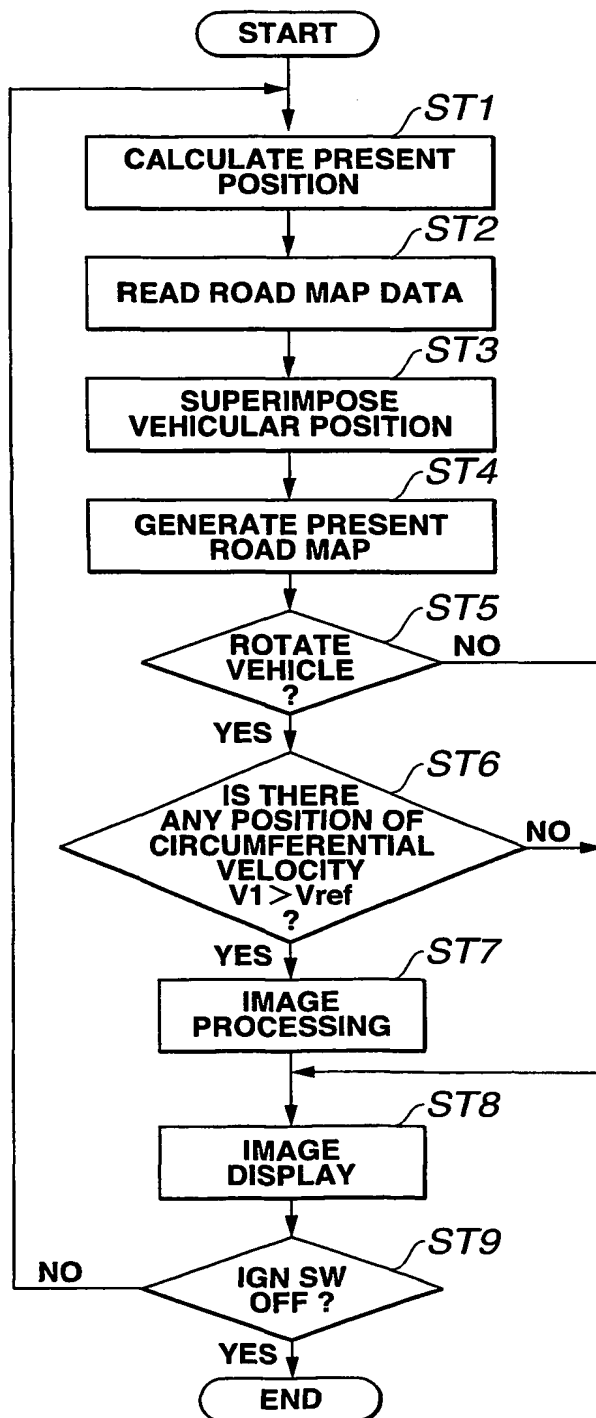 START
ST1
CALCULATE PRESENT
POSITION
ST2
READ ROAD MAP DATA
ST3
SUPERIMPOSE
VEHICULAR POSITION
ST4
GENERATE PRESENT
ROAD MAP
ST5
ROTATE
VEHICLE
?
NO
YES
ST6
IS THERE
ANY POSITION OF
CIRCUMFERENTIAL
VELOCITY
V1>Vref
?
NO
YES
ST7
IMAGE
PROCESSING
ST8
IMAGE
DISPLAY
ST9
IGN SW
OFF ?
NO
YES
END